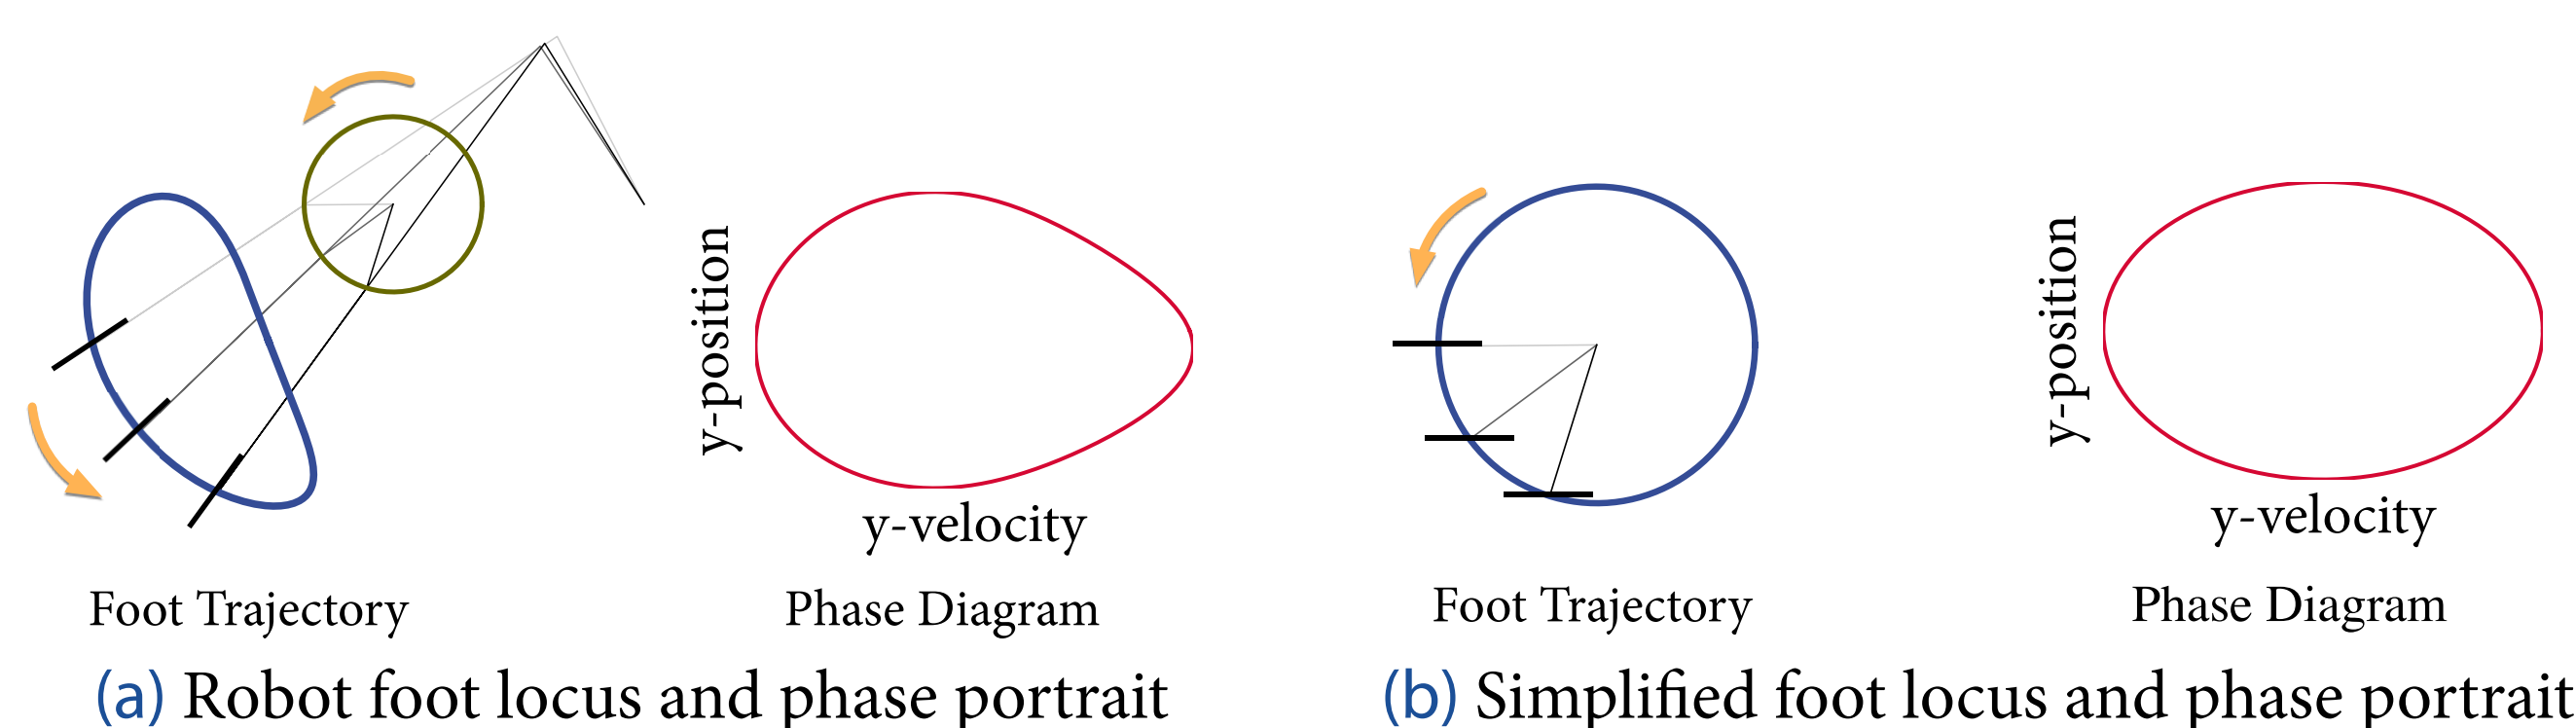 y-position
y-velocity
Foot Trajectory
Phase Diagram
(a) Robot foot locus and phase portrait
y-position
y-velocity
Foot Trajectory
Phase Diagram
(b) Simplified foot locus and phase portrait